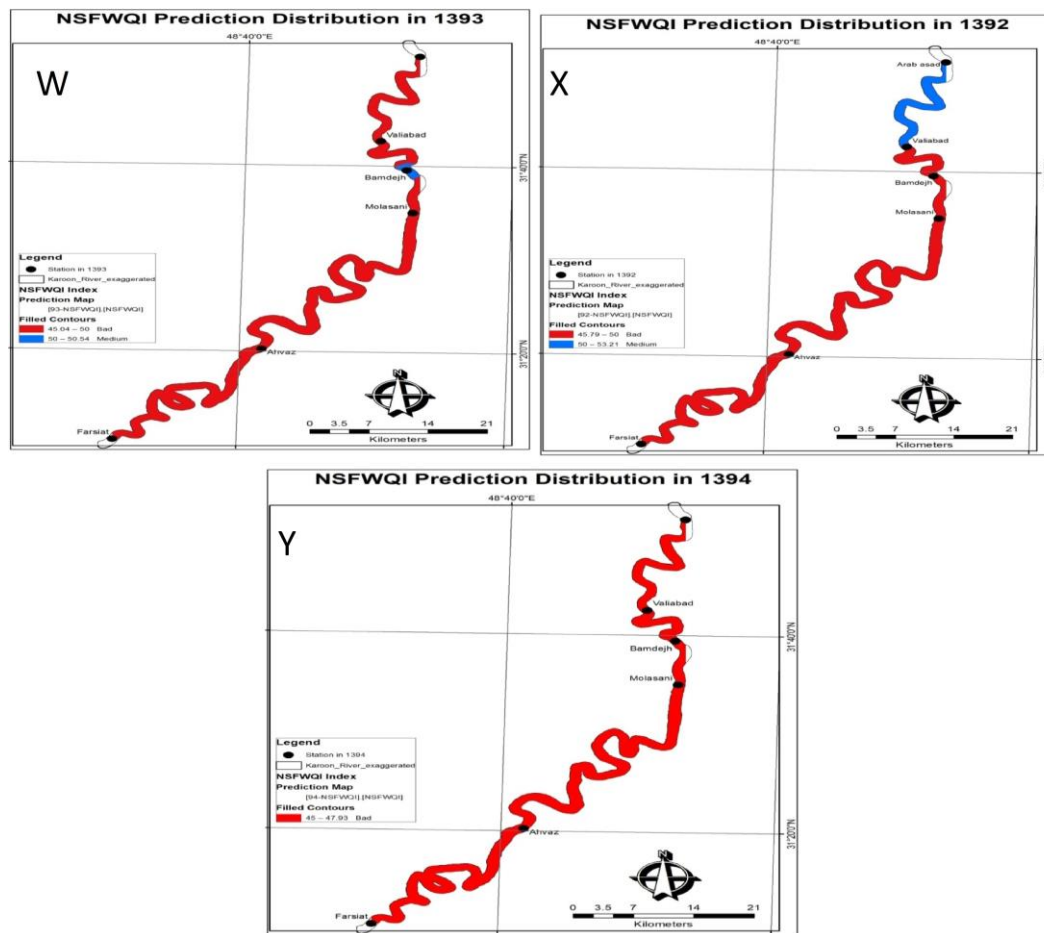 NSFWQI Prediction Distribution in 1393
48°40'0"E
W
Valiabad
31°40'0"N
Bamdejh
Molasani
Legend
Station in 1393
Karoon_River_exaggerated
NSFWQI Index
Prediction Map
[93-NSFWQI].[NSFWQI]
Filled Contours
45.04 – 50 Bad
50 – 50.54 Medium
31°20'0"N
Ahvaz
N
Farsiat
0 3.5 7 14 21
Kilometers
NSFWQI Prediction Distribution in 1392
48°40'0"E
X
Arab asad
Valiabad
31°40'0"N
Bamdejh
Molasani
Legend
Station in 1392
Karoon_River_exaggerated
NSFWQI Index
Prediction Map
[92-NSFWQI].[NSFWQI]
Filled Contours
45.79 – 50 Bad
50 – 53.21 Medium
31°20'0"N
Ahvaz
N
Farsiat
0 3.5 7 14 21
Kilometers
NSFWQI Prediction Distribution in 1394
48°40'0"E
Y
Valiabad
31°40'0"N
Bamdejh
Molasani
Legend
Station in 1394
Karoon_River_exaggerated
NSFWQI Index
Prediction Map
[94-NSFWQI].[NSFWQI]
Filled Contours
45 – 47.93 Bad
31°20'0"N
Ahvaz
N
Farsiat
0 3.5 7 14 21
Kilometers